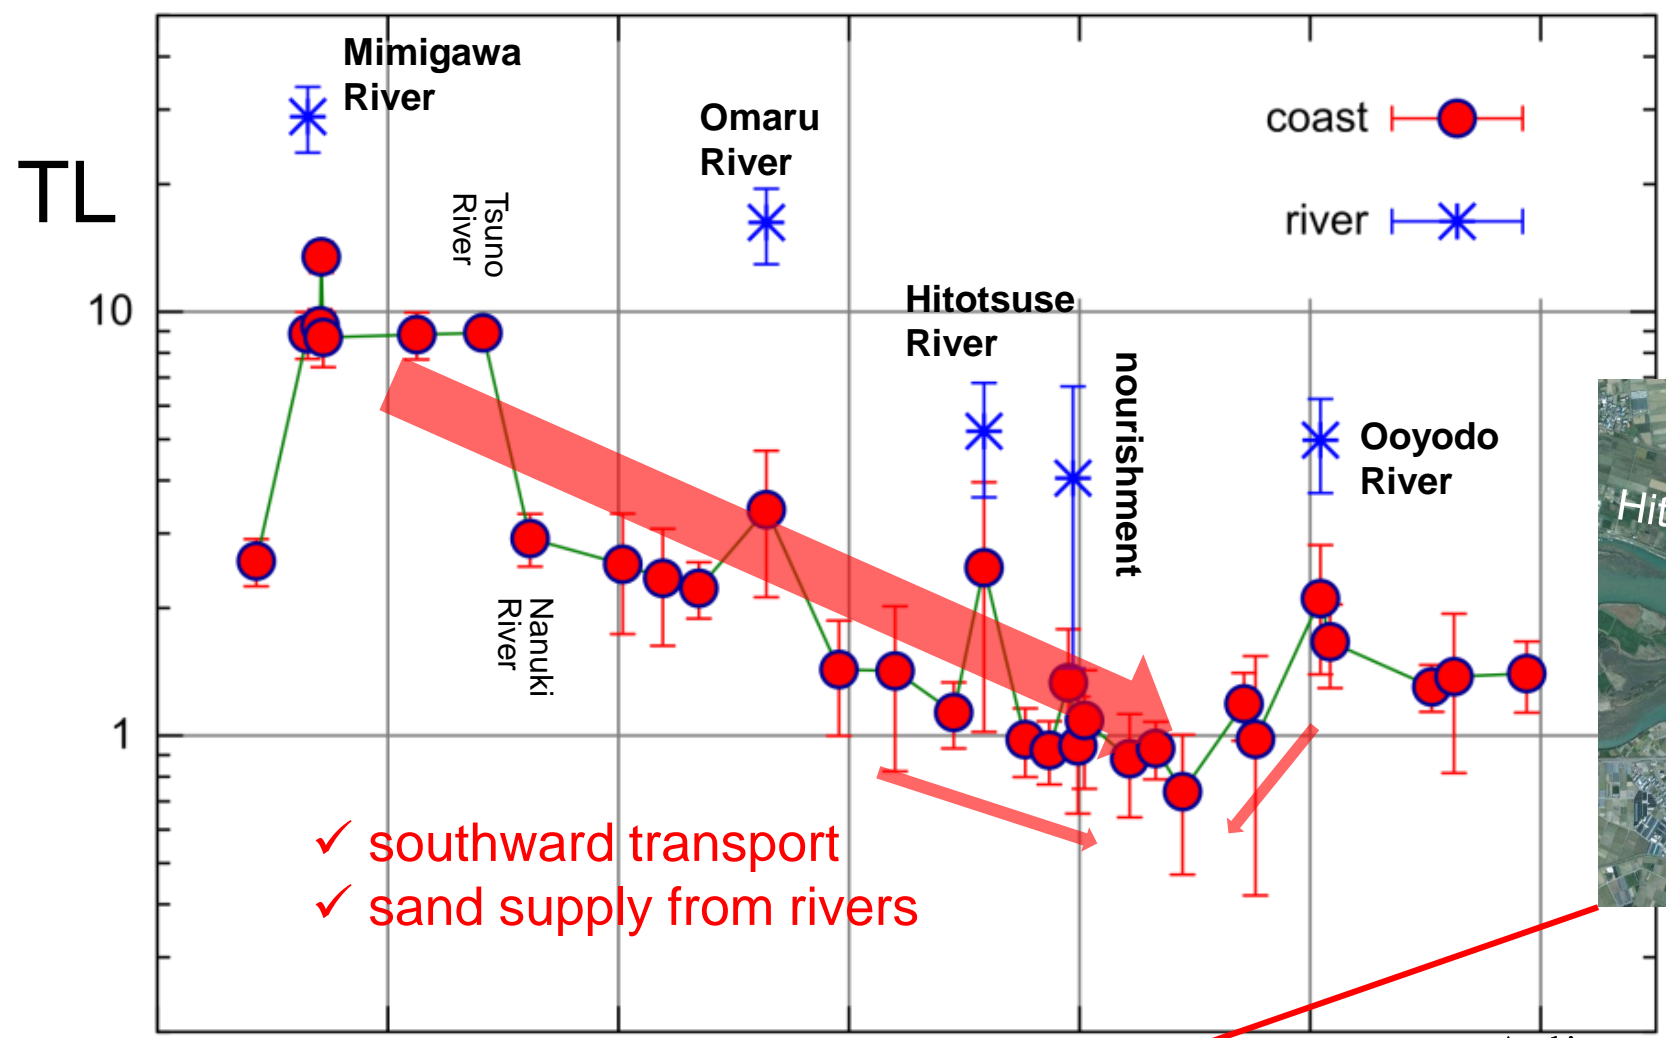 Mimigawa
River
Omaru
River
coast
TL
Tsuno
River
river
10
Hitotsuse
River
nourishment
Ooyodo
River
Hit
Nanuki
River
1
✓ southward transport
✓ sand supply from rivers